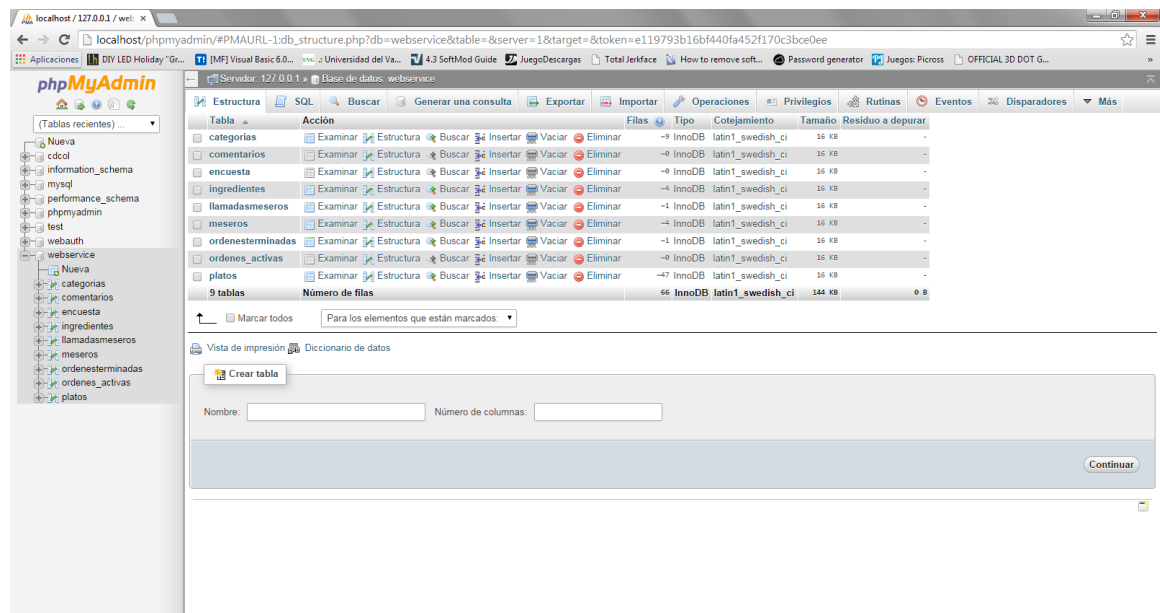 localhost / 127.0.0.1 / web
localhost/phpmyadmin/#PMAURL-1:db_structure.php?db=webservice&table=&server=1&target=&token=e119793b16bf440fa452f170c3bce0ee
Aplicaciones DIY LED Holiday "Gr... [MF] Visual Basic 6.0... .: Universidad del Va... 4.3 SoftMod Guide JuegoDescargas Total Jerkface How to remove soft... Password generator Juegos: Picross OFFICIAL 3D DOT G... »
phpMyAdmin
(Tablas recientes) ...
Nueva
cdcol
information_schema
mysql
performance_schema
phpmyadmin
test
webauth
webservice
Nueva
categorias
comentarios
encuesta
ingredientes
llamadasmeseros
meseros
ordenesterminadas
ordenes_activas
platos
Servidor: 127.0.0.1 » Base de datos: webservice
Estructura SQL Buscar Generar una consulta Exportar Importar Operaciones Privilegios Rutinas Eventos Disparadores Más
Tabla Acción Filas Tipo Cotejamiento Tamaño Residuo a depurar
categorias Examinar Estructura Buscar Insertar Vaciar Eliminar ~9 InnoDB latin1_swedish_ci 16 KB -
comentarios Examinar Estructura Buscar Insertar Vaciar Eliminar ~0 InnoDB latin1_swedish_ci 16 KB -
encuesta Examinar Estructura Buscar Insertar Vaciar Eliminar ~0 InnoDB latin1_swedish_ci 16 KB -
ingredientes Examinar Estructura Buscar Insertar Vaciar Eliminar ~4 InnoDB latin1_swedish_ci 16 KB -
llamadasmeseros Examinar Estructura Buscar Insertar Vaciar Eliminar ~1 InnoDB latin1_swedish_ci 16 KB -
meseros Examinar Estructura Buscar Insertar Vaciar Eliminar ~4 InnoDB latin1_swedish_ci 16 KB -
ordenesterminadas Examinar Estructura Buscar Insertar Vaciar Eliminar ~1 InnoDB latin1_swedish_ci 16 KB -
ordenes_activas Examinar Estructura Buscar Insertar Vaciar Eliminar ~0 InnoDB latin1_swedish_ci 16 KB -
platos Examinar Estructura Buscar Insertar Vaciar Eliminar ~47 InnoDB latin1_swedish_ci 16 KB -
9 tablas Número de filas 66 InnoDB latin1_swedish_ci 144 KB 0 B
Marcar todos Para los elementos que están marcados:
Vista de impresión Diccionario de datos
Crear tabla
Nombre: Número de columnas:
Continuar